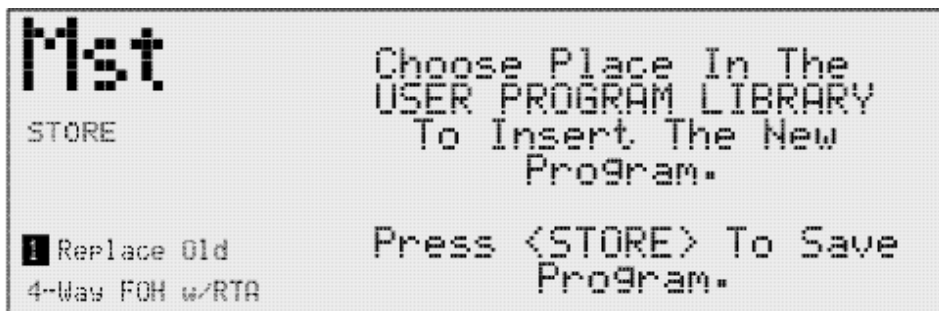 Mst
STORE
Choose Place In The
USER PROGRAM LIBRARY
To Insert The New
Program.
1 Replace Old
4-Way FOH w/RTA
Press <STORE> To Save
Program.